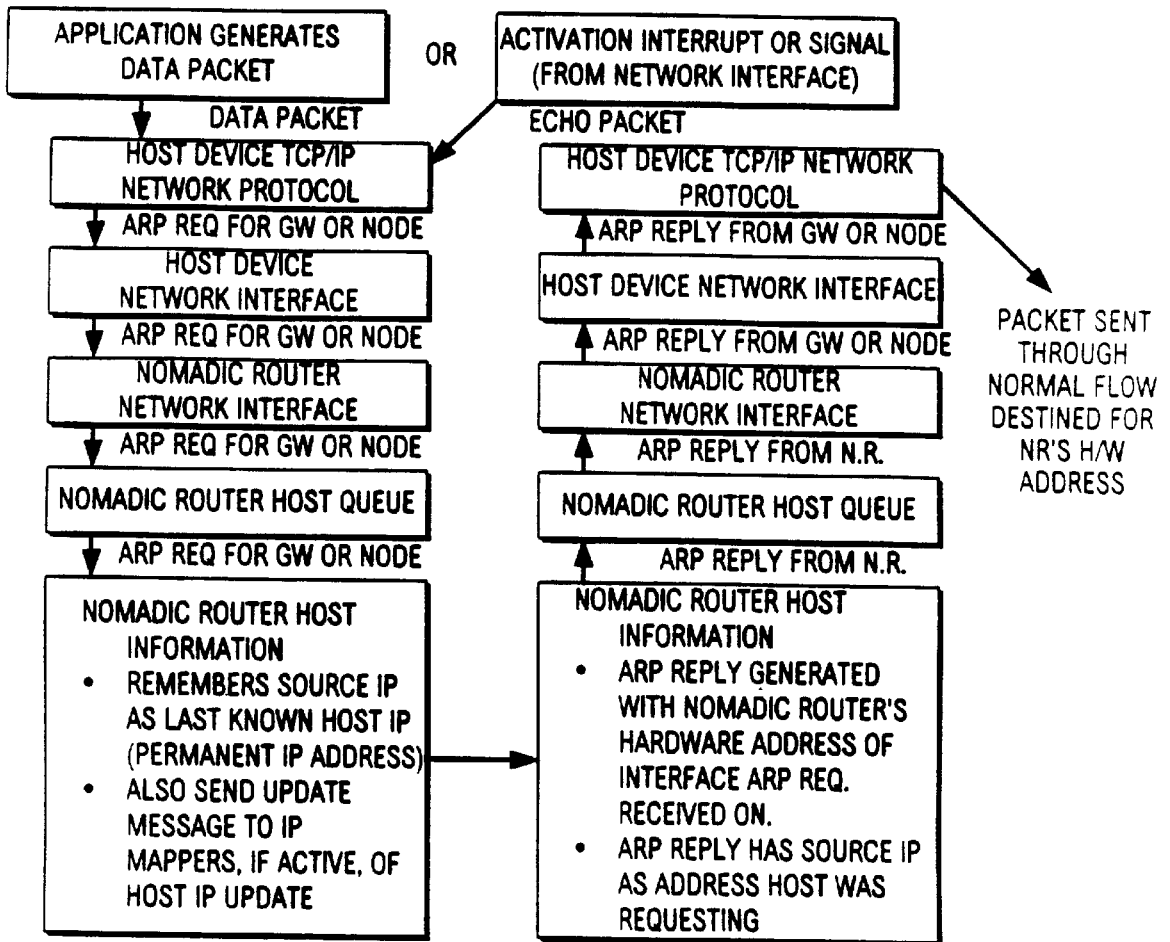 APPLICATION GENERATES
DATA PACKET
OR
ACTIVATION INTERRUPT OR SIGNAL
(FROM NETWORK INTERFACE)
DATA PACKET
ECHO PACKET
HOST DEVICE TCP/IP
NETWORK PROTOCOL
ARP REQ FOR GW OR NODE
HOST DEVICE
NETWORK INTERFACE
ARP REQ FOR GW OR NODE
NOMADIC ROUTER
NETWORK INTERFACE
ARP REQ FOR GW OR NODE
NOMADIC ROUTER HOST QUEUE
ARP REQ FOR GW OR NODE
NOMADIC ROUTER HOST
INFORMATION
• REMEMBERS SOURCE IP
AS LAST KNOWN HOST IP
(PERMANENT IP ADDRESS)
• ALSO SEND UPDATE
MESSAGE TO IP
MAPPERS, IF ACTIVE, OF
HOST IP UPDATE
HOST DEVICE TCP/IP NETWORK
PROTOCOL
ARP REPLY FROM GW OR NODE
HOST DEVICE NETWORK INTERFACE
ARP REPLY FROM GW OR NODE
NOMADIC ROUTER
NETWORK INTERFACE
ARP REPLY FROM N.R.
NOMADIC ROUTER HOST QUEUE
ARP REPLY FROM N.R.
NOMADIC ROUTER HOST
INFORMATION
• ARP REPLY GENERATED
WITH NOMADIC ROUTER'S
HARDWARE ADDRESS OF
INTERFACE ARP REQ.
RECEIVED ON.
• ARP REPLY HAS SOURCE IP
AS ADDRESS HOST WAS
REQUESTING
PACKET SENT
THROUGH
NORMAL FLOW
DESTINED FOR
NR'S H/W
ADDRESS